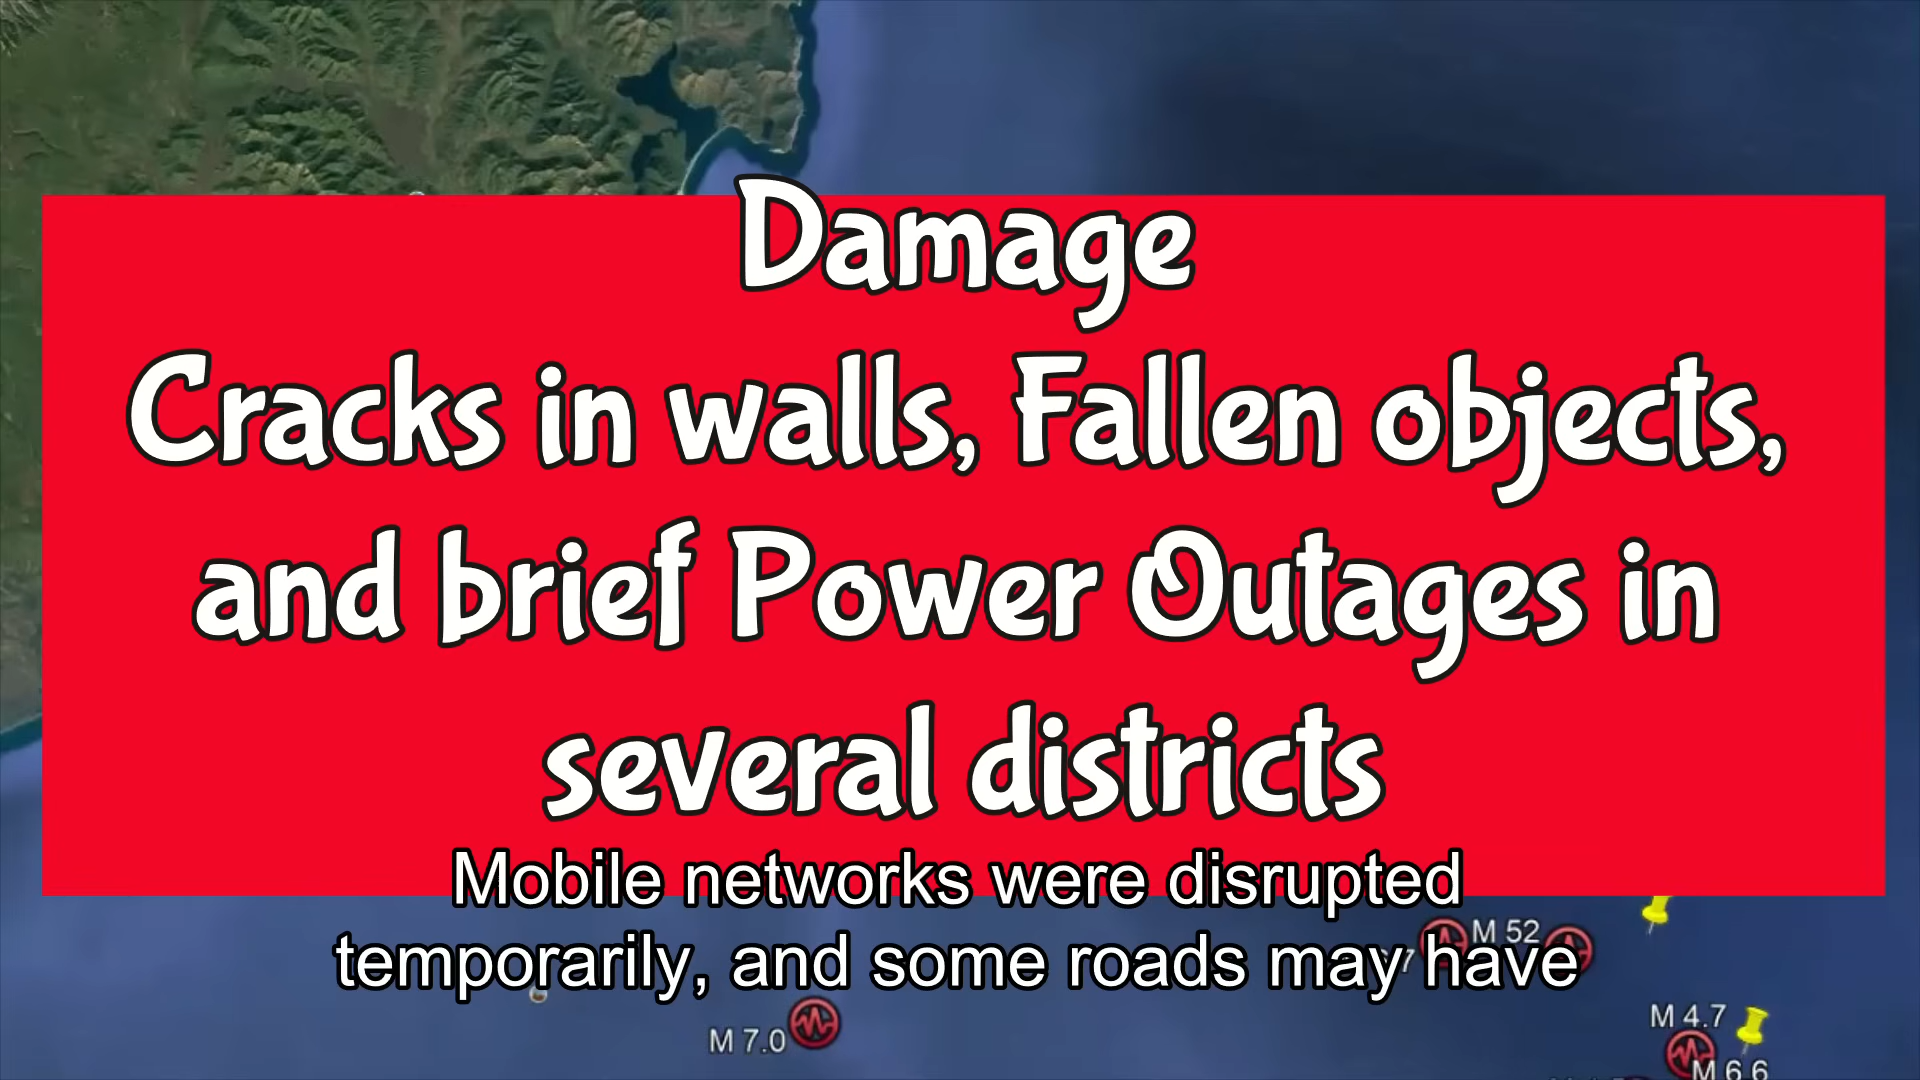 Damage
Cracks in walls, Fallen objects,
and brief Power Outages in
several districts
Mobile networks were disrupted
temporarily, and some roads may have
M 52
M 7.0
M 4.7
M 6.6